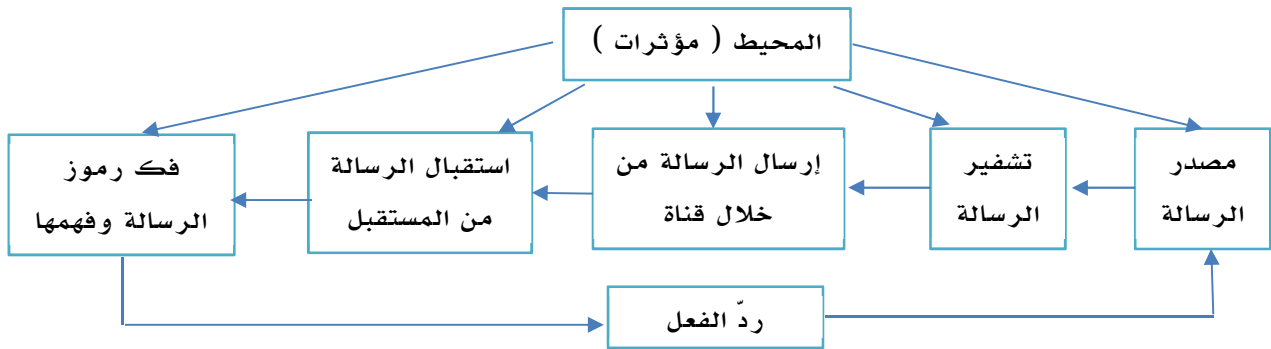 المحيط ( مؤثرات )
مصدر
الرسالة
تشفير
الرسالة
إرسال الرسالة من
خلال قناة
استقبال الرسالة
من المستقبل
فك رموز
الرسالة وفهمها
ردّ الفعل